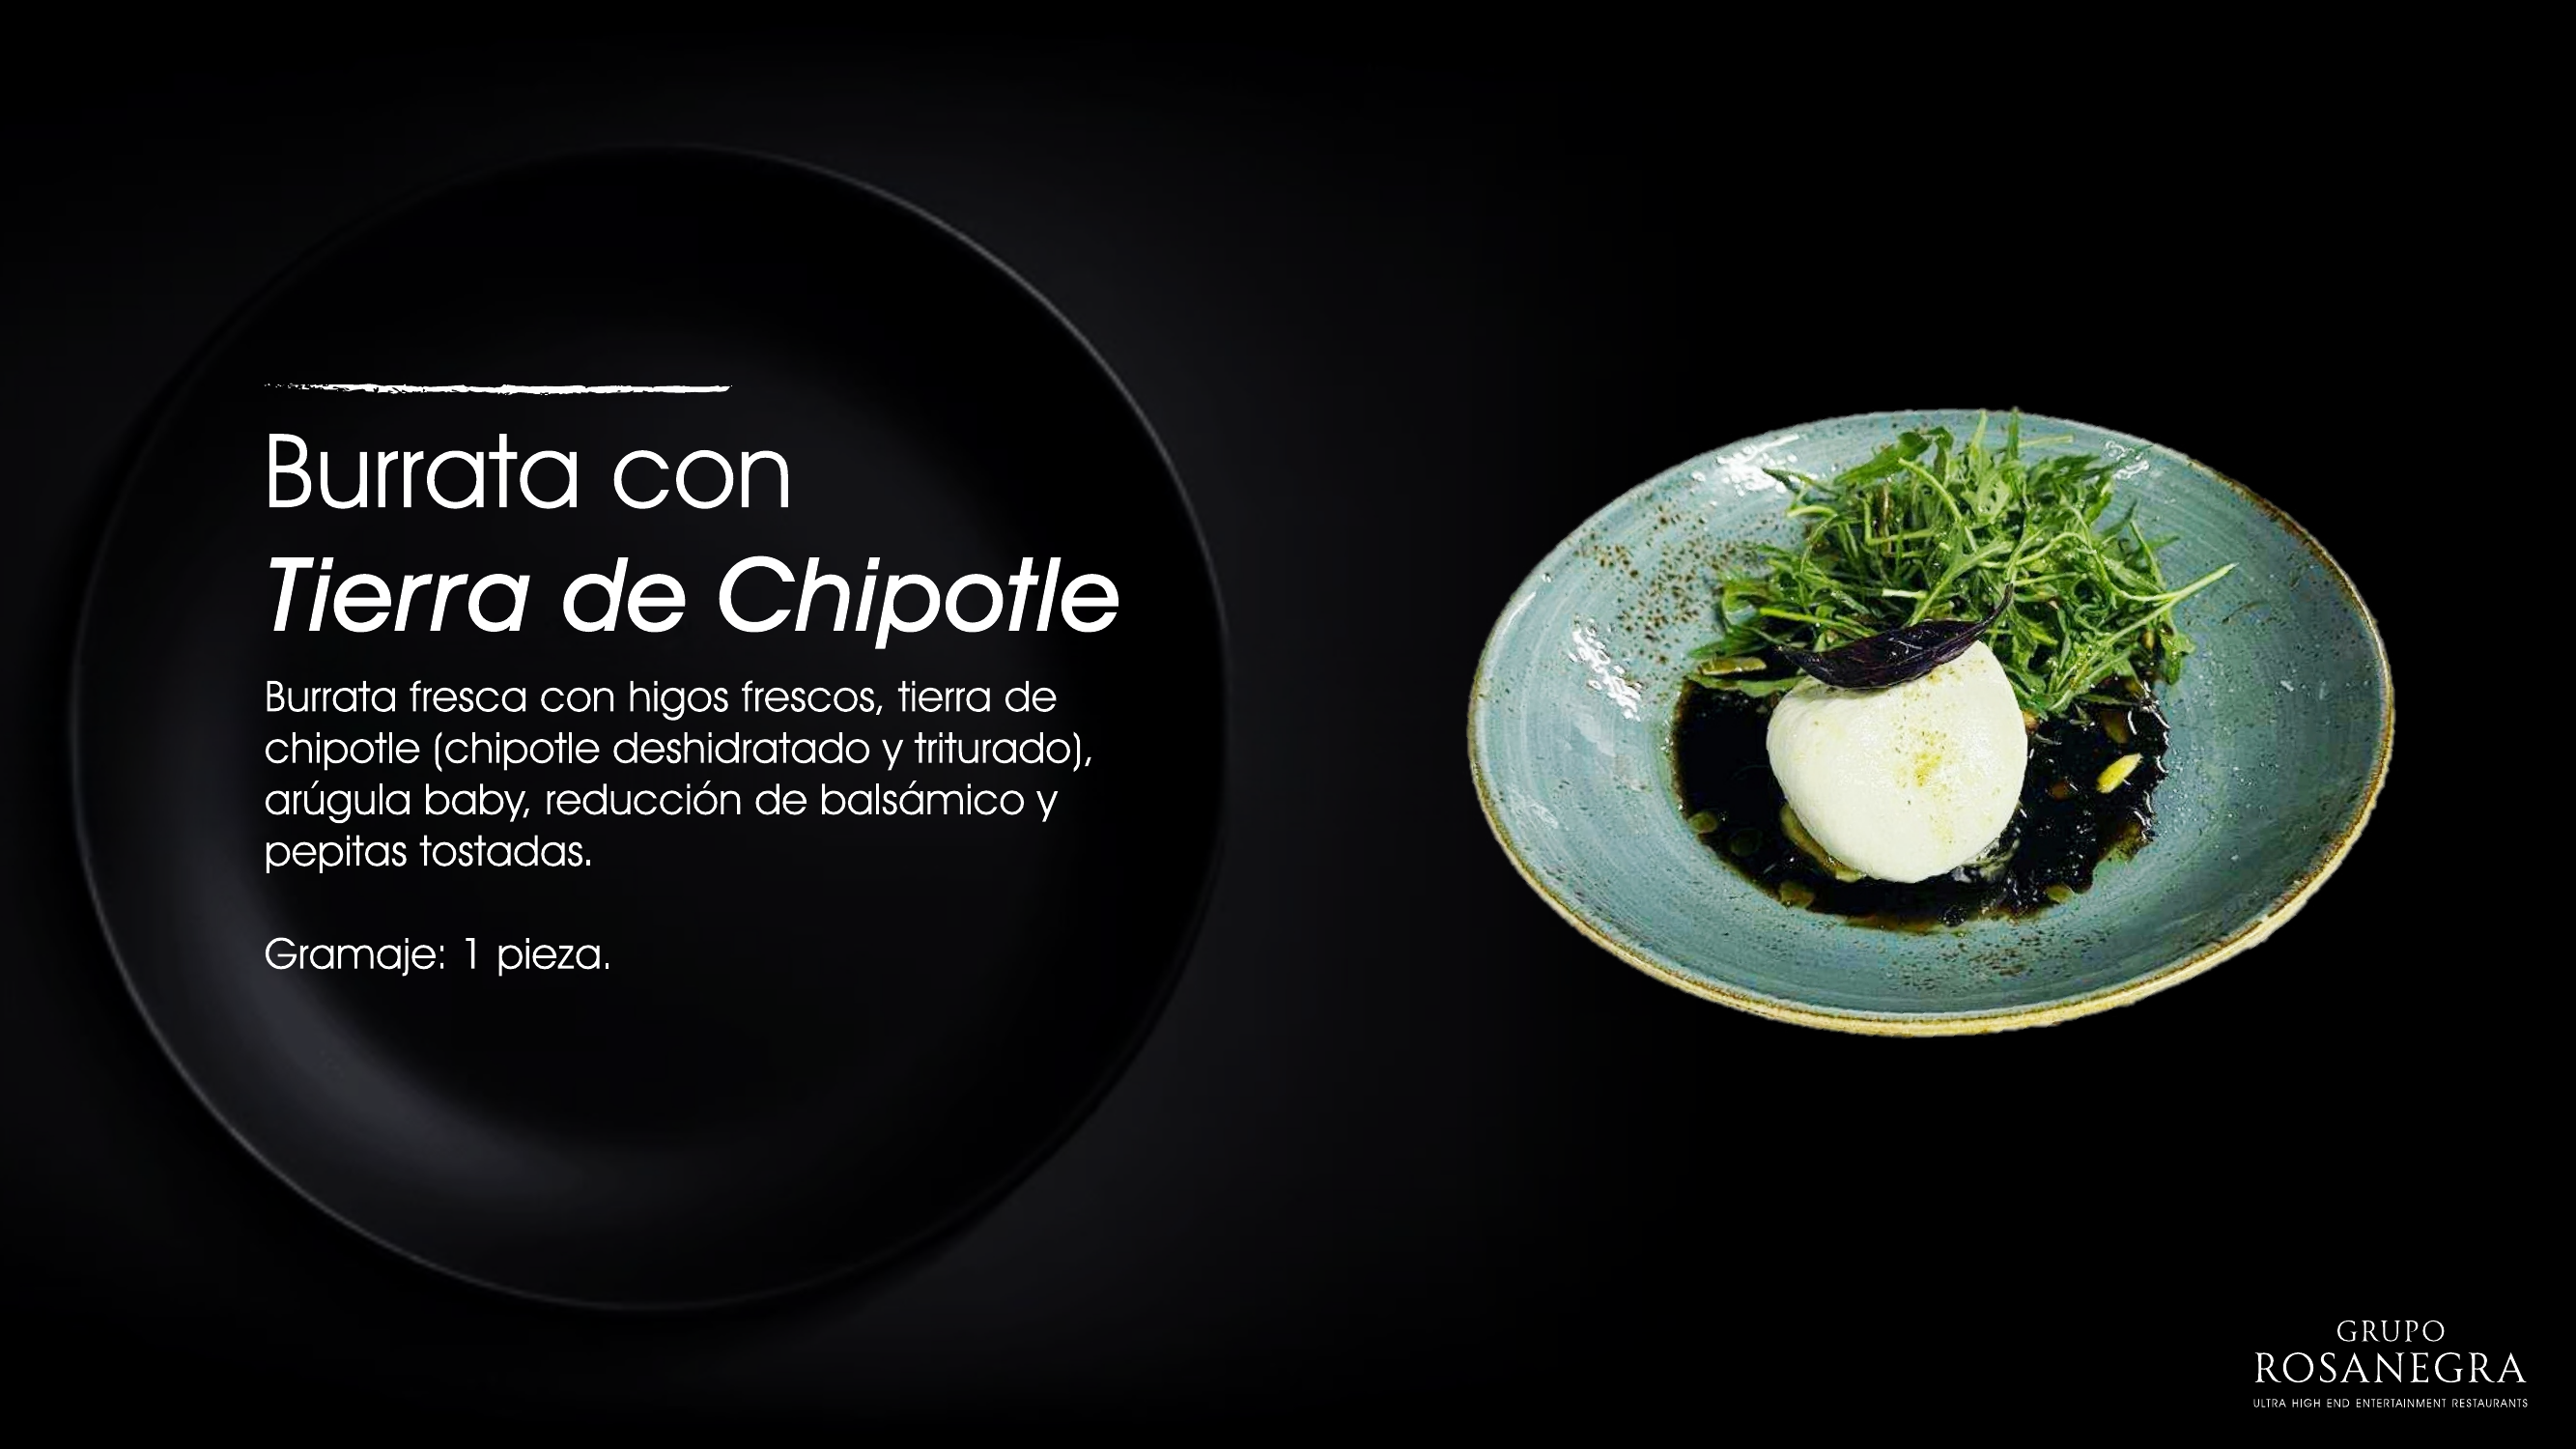 Burrata con
Tierra de Chipotle
Burrata fresca con higos frescos, tierra de
chipotle (chipotle deshidratado y triturado),
arúgula baby, reducción de balsámico y
pepitas tostadas.
Gramaje: 1 pieza.
GRUPO
ROSANEGRA
ULTRA HIGH END ENTERTAINMENT RESTAURANTS